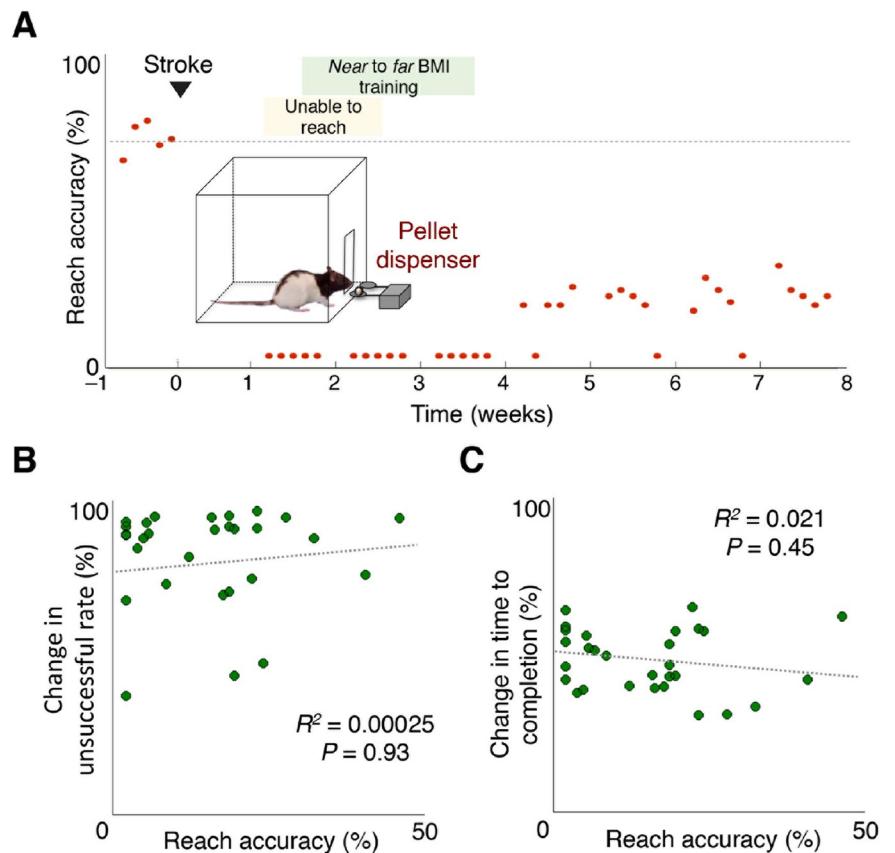 A
100
Stroke
Near to far BMI
training
Unable to
reach
Reach accuracy (%)
Pellet
dispenser
0
–1 0 1 2 3 4 5 6 7 8
Time (weeks)
B
100
Change in
unsuccessful rate (%)
R² = 0.00025
P = 0.93
0
50
Reach accuracy (%)
C
100
R² = 0.021
P = 0.45
Change in time to
completion (%)
0
50
Reach accuracy (%)